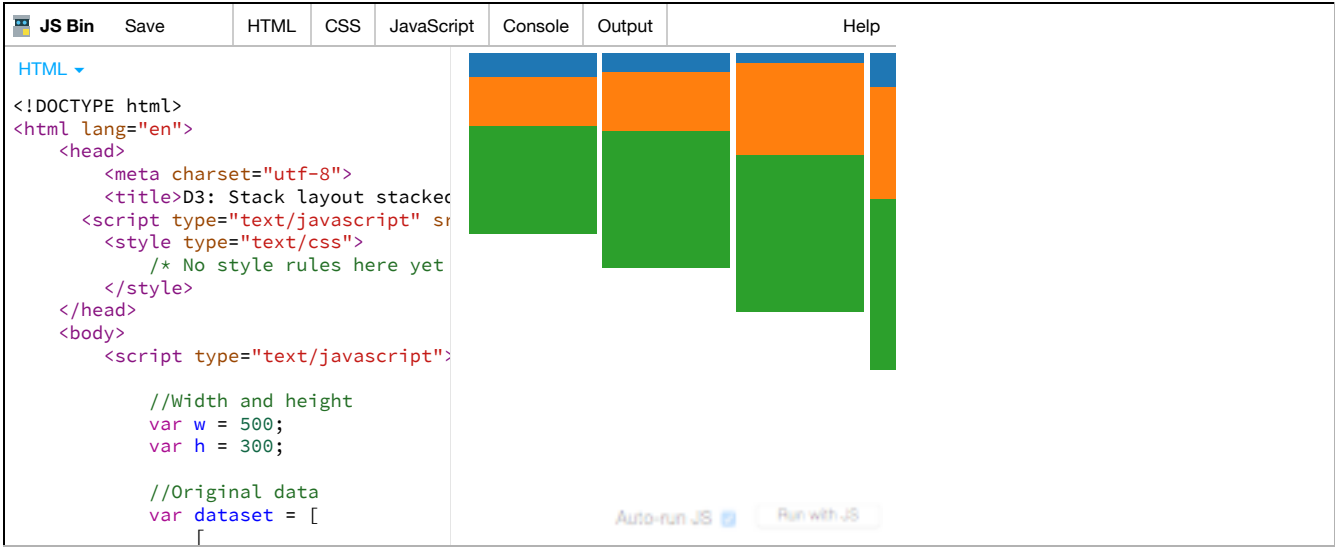 JS Bin Save HTML CSS JavaScript Console Output Help
HTML
<!DOCTYPE html>
<html lang="en">
    <head>
        <meta charset="utf-8">
        <title>D3: Stack layout stacked
      <script type="text/javascript" sr
        <style type="text/css">
            /* No style rules here yet
        </style>
    </head>
    <body>
        <script type="text/javascript">
            //Width and height
            var w = 500;
            var h = 300;
            //Original data
            var dataset = [
                [
Auto-run JS Run with JS